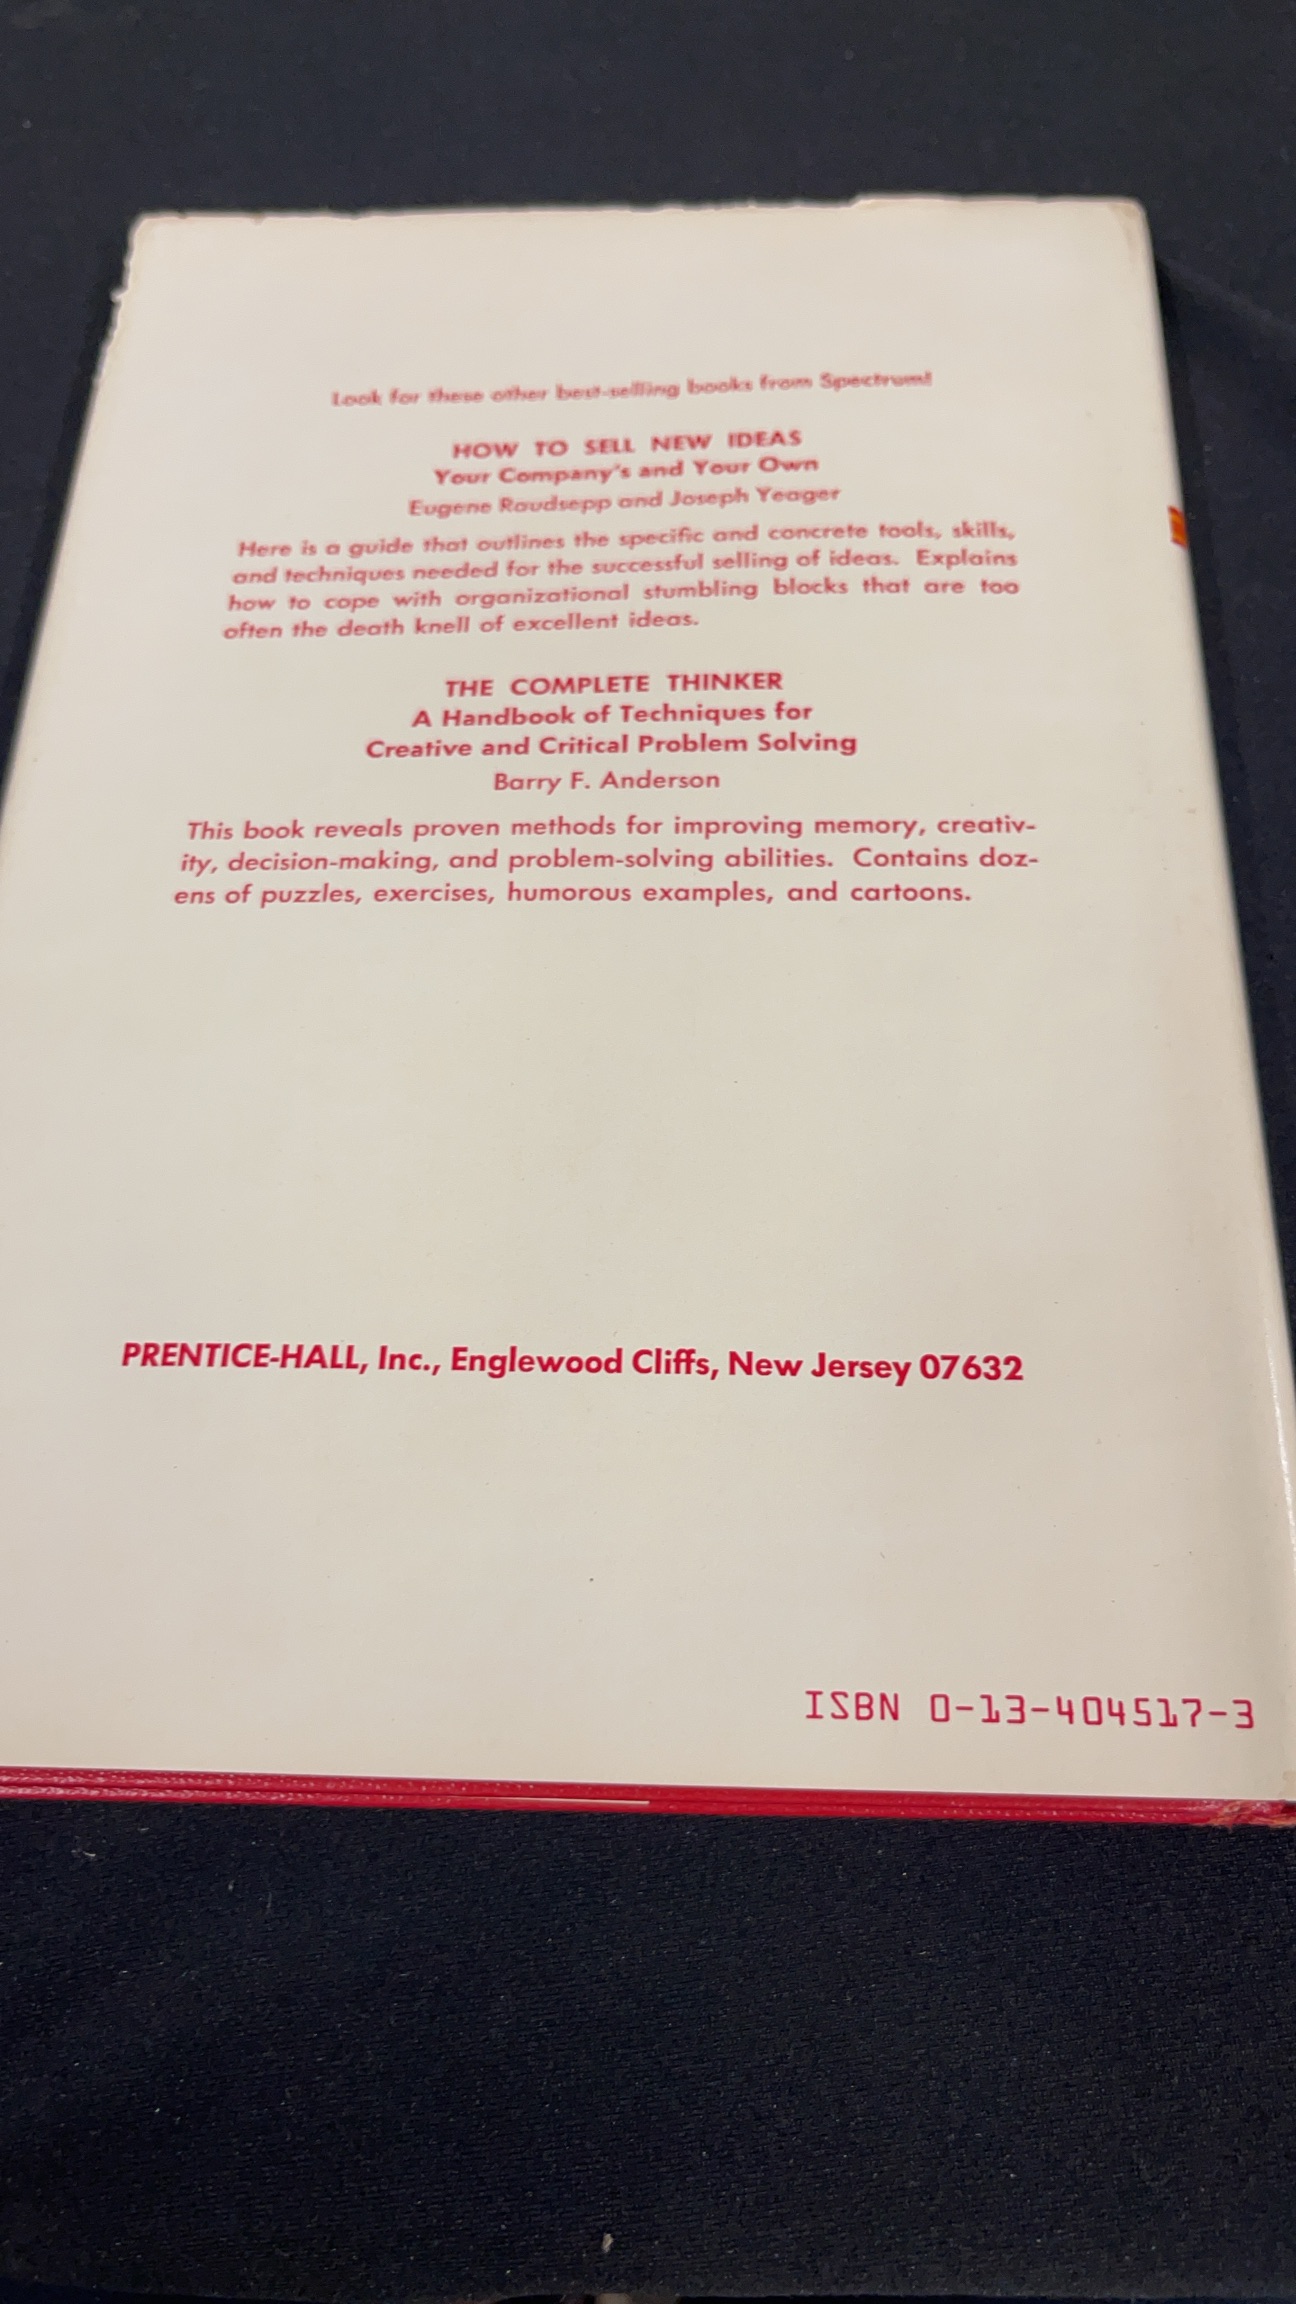 Look for these other best-selling books from Spectrum!
HOW TO SELL NEW IDEAS
Your Company's and Your Own
Eugene Raudsepp and Joseph Yeager
Here is a guide that outlines the specific and concrete tools, skills,
and techniques needed for the successful selling of ideas. Explains
how to cope with organizational stumbling blocks that are too
often the death knell of excellent ideas.
THE COMPLETE THINKER
A Handbook of Techniques for
Creative and Critical Problem Solving
Barry F. Anderson
This book reveals proven methods for improving memory, creativ-
ity, decision-making, and problem-solving abilities. Contains doz-
ens of puzzles, exercises, humorous examples, and cartoons.
PRENTICE-HALL, Inc., Englewood Cliffs, New Jersey 07632
ISBN 0-13-404517-3